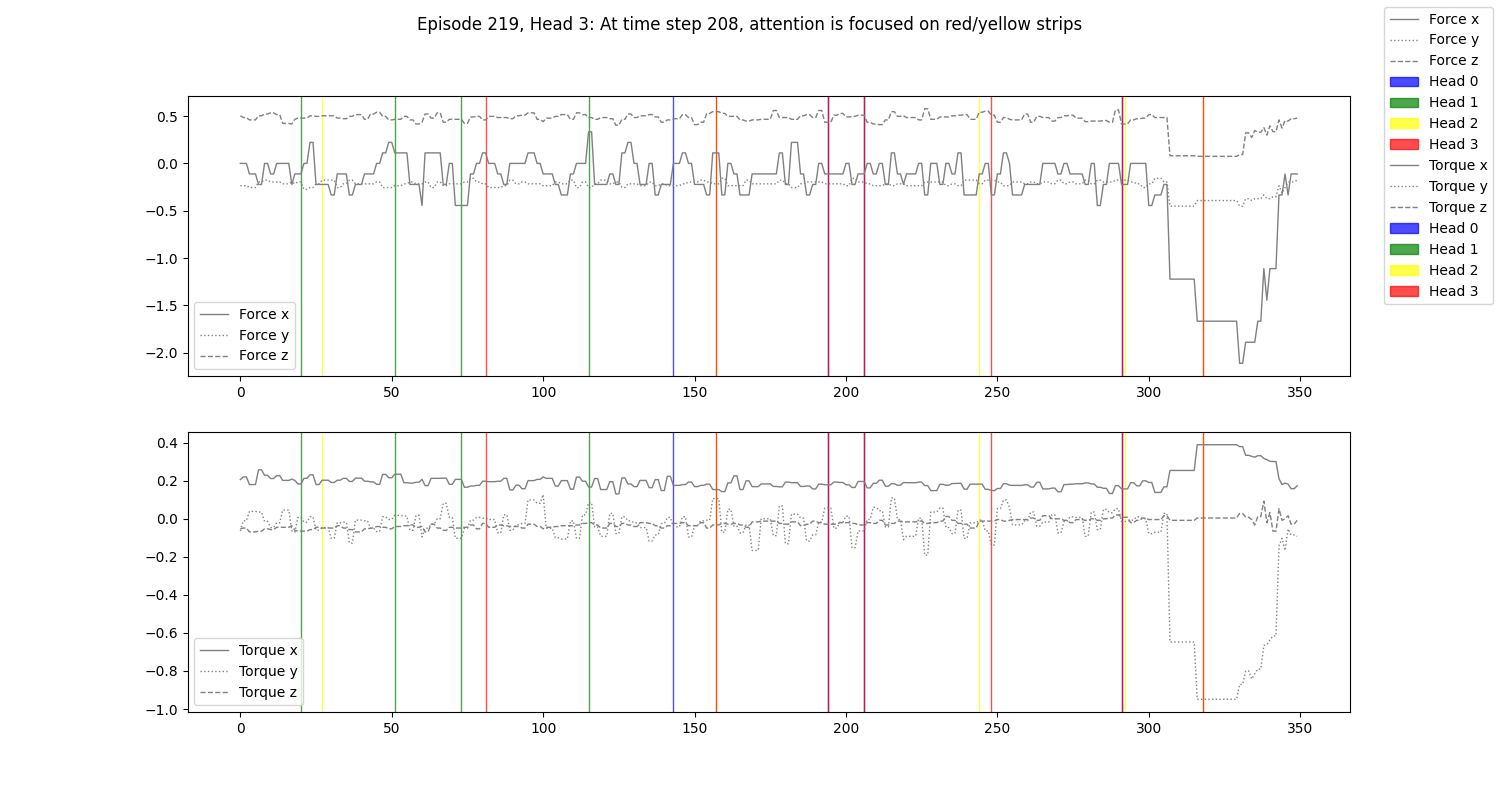 Episode 219, Head 3: At time step 208, attention is focused on red/yellow strips
Force x
Force y
Force z
Head 0
Head 1
Head 2
Head 3
Torque x
Torque y
Torque z
Head 0
Head 1
Head 2
Head 3
0.5
0.0
−0.5
−1.0
−1.5
−2.0
Force x
Force y
Force z
0 50 100 150 200 250 300 350
0.4
0.2
0.0
−0.2
−0.4
−0.6
−0.8
−1.0
Torque x
Torque y
Torque z
0 50 100 150 200 250 300 350